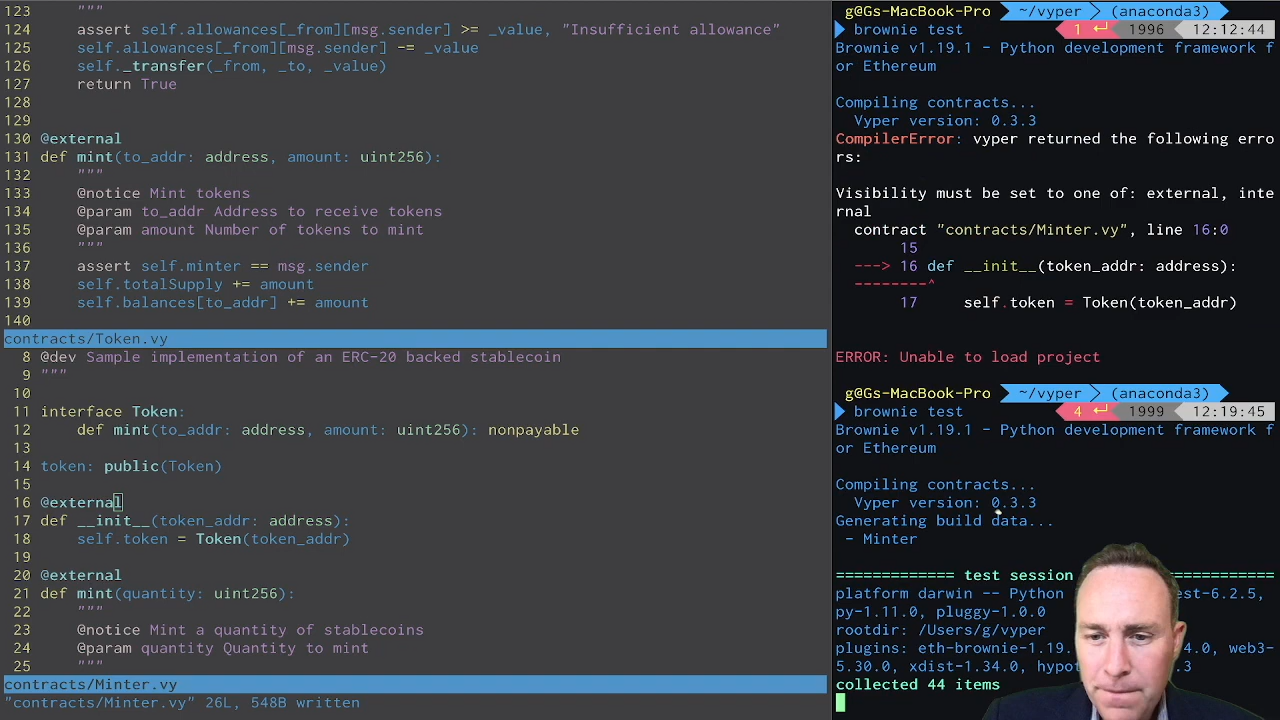 123     """
124     assert self.allowances[_from][msg.sender] >= _value, "Insufficient allowance"
125     self.allowances[_from][msg.sender] -= _value
126     self._transfer(_from, _to, _value)
127     return True
128
129
130 @external
131 def mint(to_addr: address, amount: uint256):
132     """
133     @notice Mint tokens
134     @param to_addr Address to receive tokens
135     @param amount Number of tokens to mint
136     """
137     assert self.minter == msg.sender
138     self.totalSupply += amount
139     self.balances[to_addr] += amount
140
contracts/Token.vy
8 @dev Sample implementation of an ERC-20 backed stablecoin
9 """
10
11 interface Token:
12     def mint(to_addr: address, amount: uint256): nonpayable
13
14 token: public(Token)
15
16 @external
17 def __init__(token_addr: address):
18     self.token = Token(token_addr)
19
20 @external
21 def mint(quantity: uint256):
22     """
23     @notice Mint a quantity of stablecoins
24     @param quantity Quantity to mint
25     """
contracts/Minter.vy
"contracts/Minter.vy" 26L, 548B written
g@Gs-MacBook-Pro ~/vyper (anaconda3)
brownie test 1 ↵ 1996 12:12:44
Brownie v1.19.1 - Python development framework f
or Ethereum
Compiling contracts...
Vyper version: 0.3.3
CompilerError: vyper returned the following erro
rs:
Visibility must be set to one of: external, inte
rnal
contract "contracts/Minter.vy", line 16:0
15
---> 16 def __init__(token_addr: address):
--------^
17     self.token = Token(token_addr)
ERROR: Unable to load project
g@Gs-MacBook-Pro ~/vyper (anaconda3)
brownie test 4 ↵ 1999 12:19:45
Brownie v1.19.1 - Python development framework f
or Ethereum
Compiling contracts...
Vyper version: 0.3.3
Generating build data...
- Minter
============= test session ============
platform darwin -- Python est-6.2.5,
py-1.11.0, pluggy-1.0.0
rootdir: /Users/g/vyper
plugins: eth-brownie-1.19. 4.0, web3-
5.30.0, xdist-1.34.0, hypot .3
collected 44 items